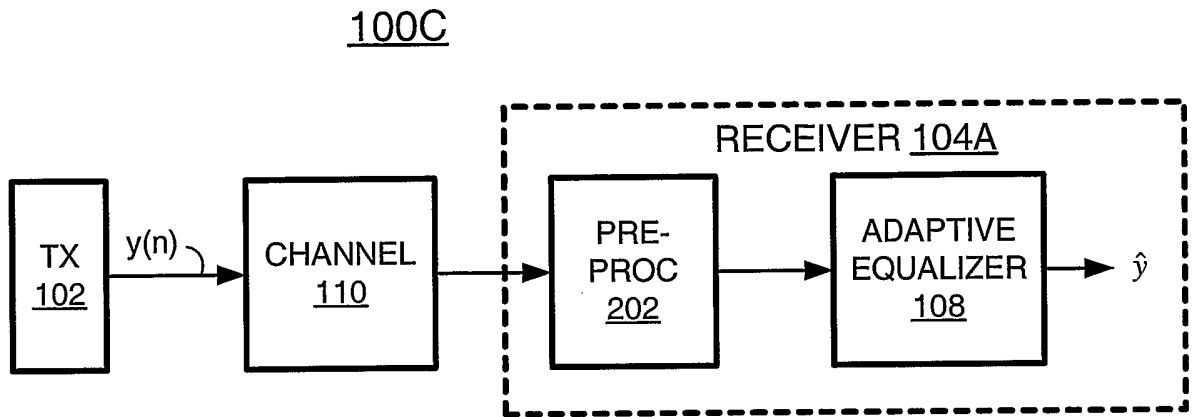 100C
RECEIVER 104A
TX
102
y(n)
CHANNEL
110
PRE-
PROC
202
ADAPTIVE
EQUALIZER
108
ŷ